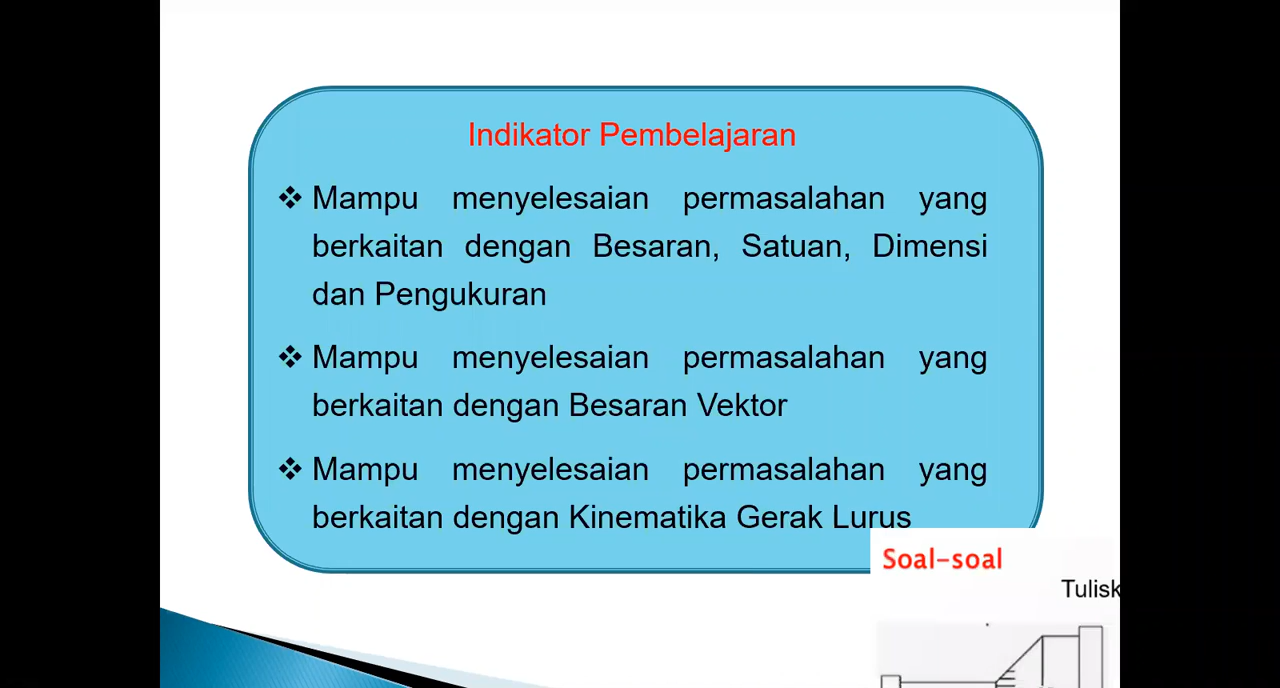 Indikator Pembelajaran
❖ Mampu menyelesaian permasalahan yang
berkaitan dengan Besaran, Satuan, Dimensi
dan Pengukuran
❖ Mampu menyelesaian permasalahan yang
berkaitan dengan Besaran Vektor
❖ Mampu menyelesaian permasalahan yang
berkaitan dengan Kinematika Gerak Lurus
Soal-soal
Tulisk